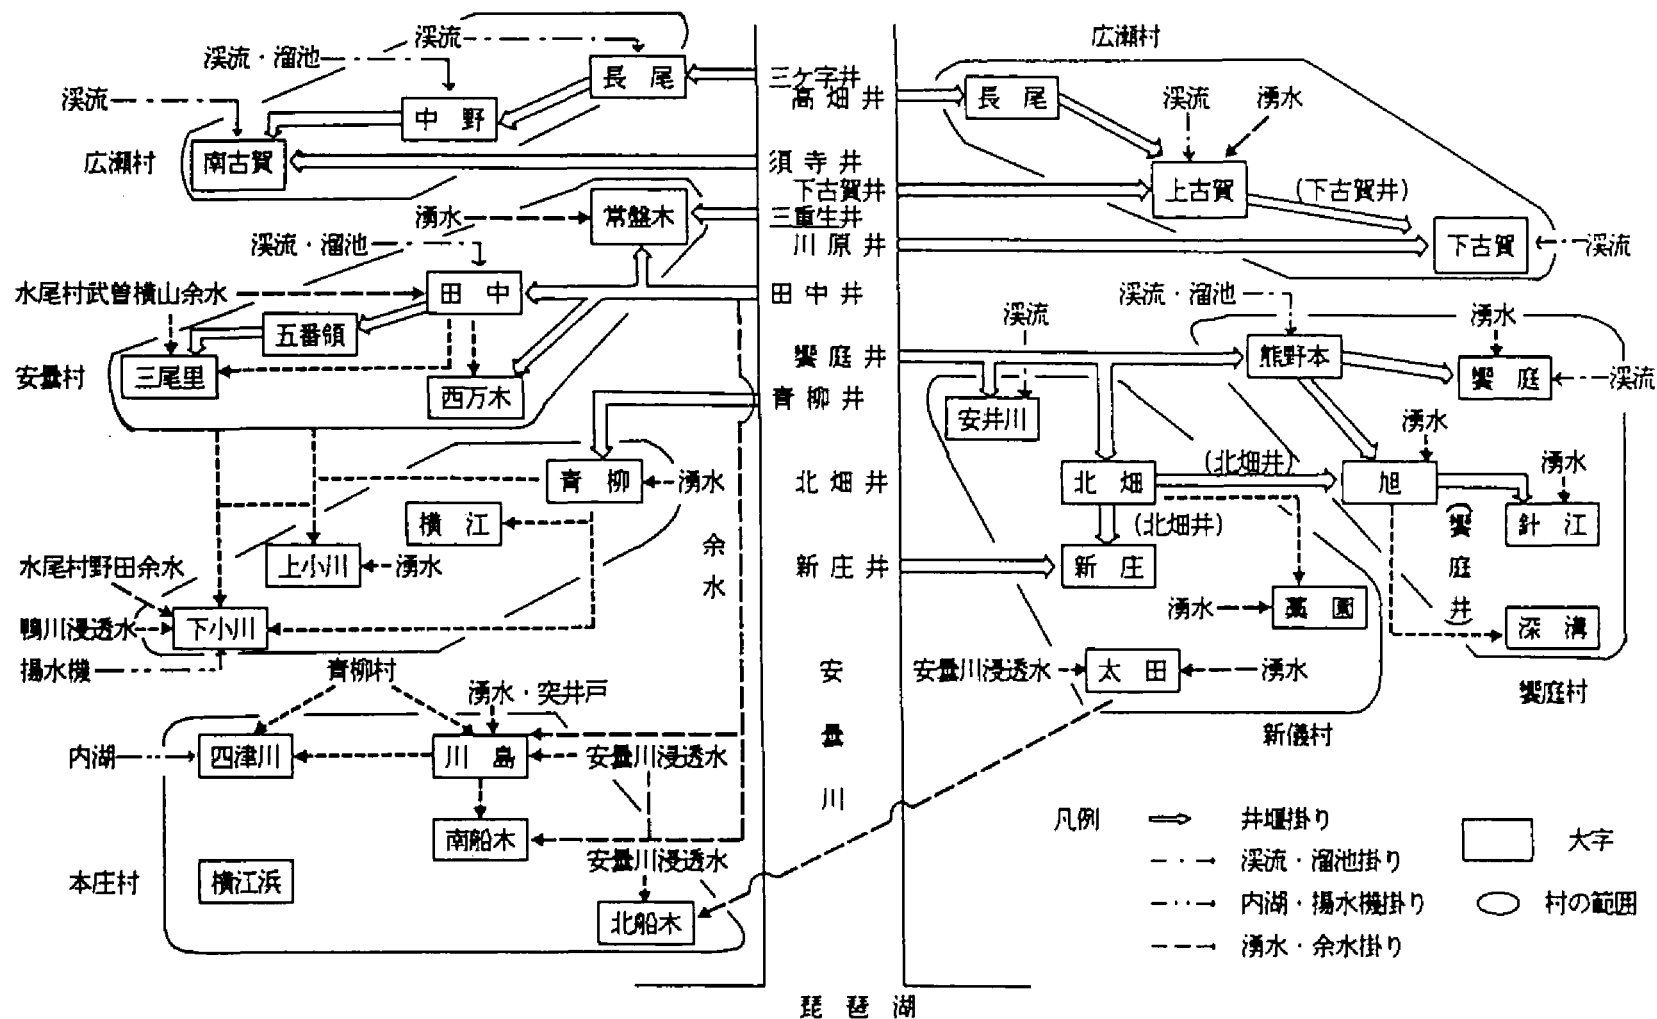 広瀬村
渓流
渓流・溜池
渓流
長尾
中野
南古賀
広瀬村
三ケ字井
高畑井
須寺井
下古賀井
三重生井
川原井
田中井
饗庭井
青柳井
北畑井
新庄井
長尾
渓流
湧水
上古賀
(下古賀井)
下古賀
渓流
湧水
常盤木
渓流・溜池
水尾村武曽横山余水
田中
五番領
三尾里
安曇村
西万木
渓流・溜池
渓流
湧水
熊野本
饗庭
渓流
安井川
湧水
青柳
湧水
横江
上小川
湧水
水尾村野田余水
鴨川浸透水
下小川
揚水機
青柳村
余水
北畑
(北畑井)
旭
湧水
針江
(北畑井)
(饗庭井)
新庄
湧水
藁園
深溝
安曇川浸透水
太田
湧水
饗庭村
新儀村
安曇川
湧水・突井戸
内湖
四津川
川島
安曇川浸透水
南船木
安曇川浸透水
本庄村
横江浜
北船木
凡例
井堰掛り
渓流・溜池掛り
内湖・揚水機掛り
湧水・余水掛り
大字
村の範囲
琵琶湖